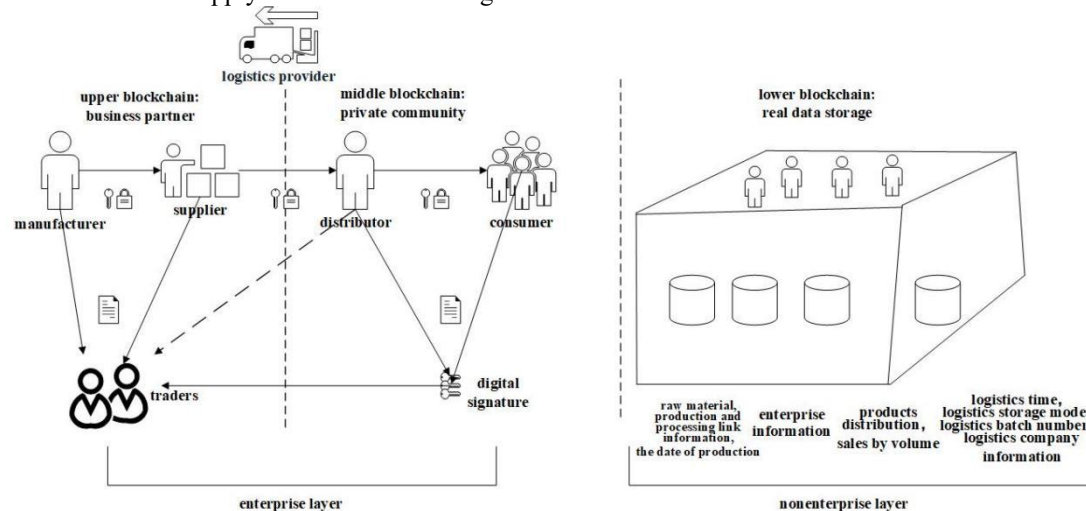 logistics provider
upper blockchain:
business partner
middle blockchain:
private community
lower blockchain:
real data storage
manufacturer
supplier
distributor
consumer
traders
digital
signature
raw material,
production and
processing link
information,
the date of production
enterprise
information
products
distribution,
sales by volume
logistics time,
logistics storage mode
logistics batch number
logistics company
information
enterprise layer
nonenterprise layer